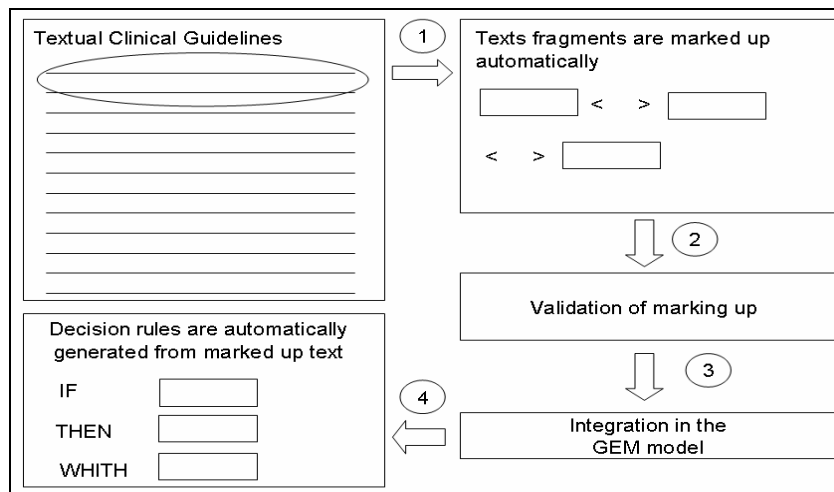 Textual Clinical Guidelines
1
Texts fragments are marked up
automatically
< >
< >
2
Validation of marking up
3
Integration in the
GEM model
4
Decision rules are automatically
generated from marked up text
IF
THEN
WHITH